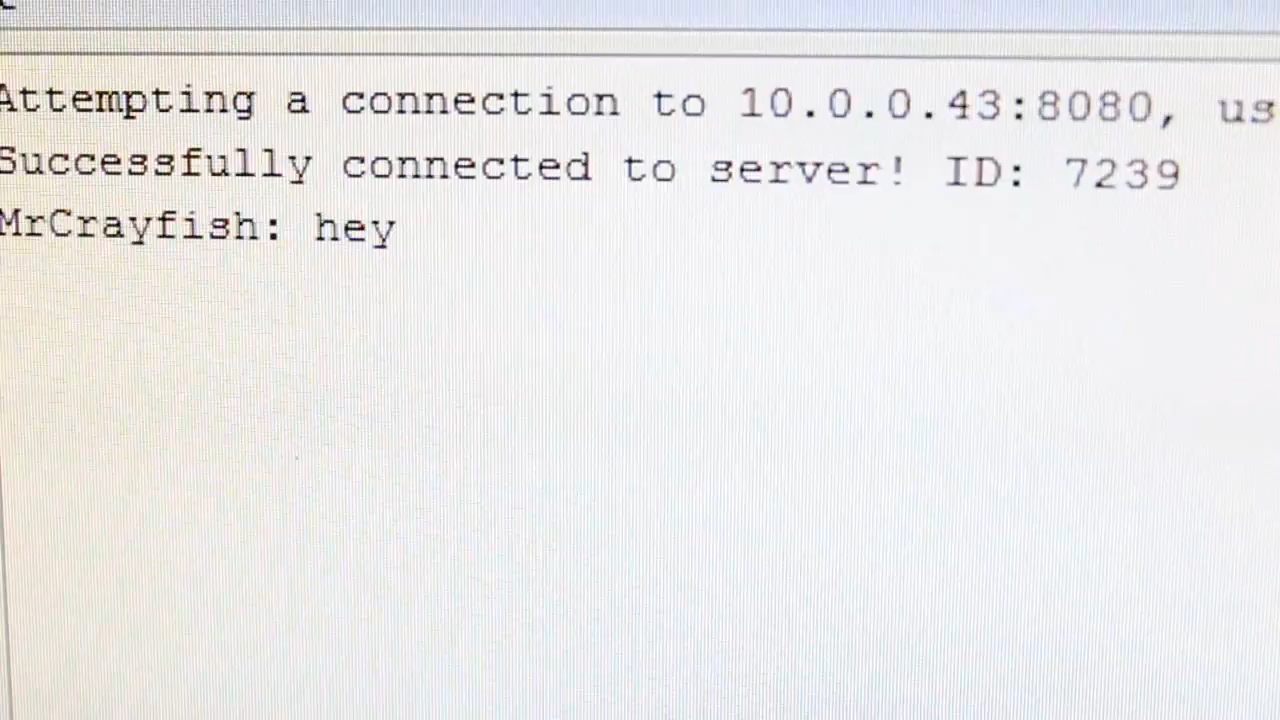 Attempting a connection to 10.0.0.43:8080, us
Successfully connected to server! ID: 7239
MrCrayfish: hey